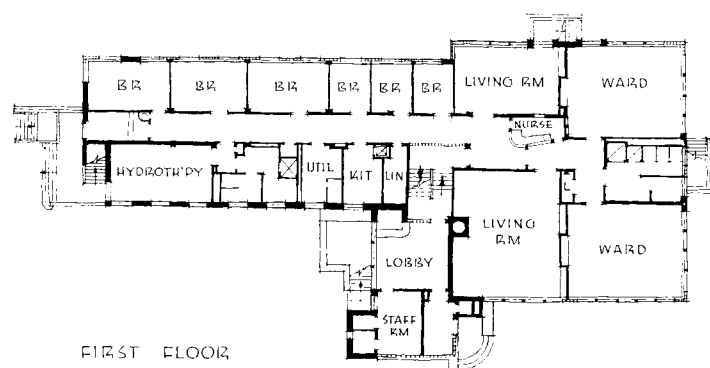 BR BR BR BR BR BR LIVING RM WARD
NURSE
HYDROTH'PY UTIL KIT LIN
LIVING RM
WARD
LOBBY
STAFF RM
FIRST FLOOR